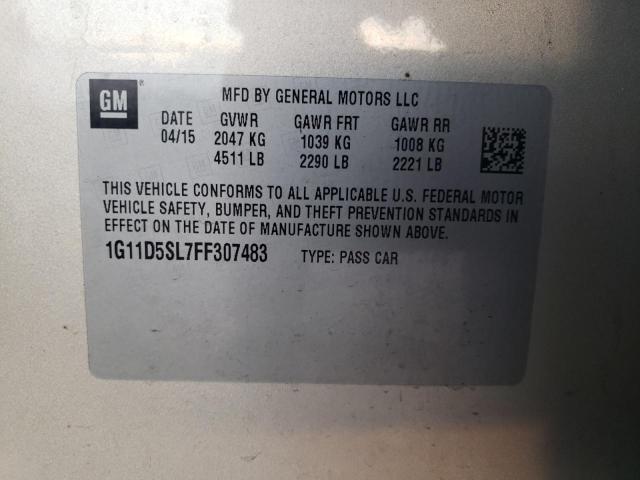 GM
MFD BY GENERAL MOTORS LLC
DATE GVWR GAWR FRT GAWR RR
04/15 2047 KG 1039 KG 1008 KG
4511 LB 2290 LB 2221 LB
THIS VEHICLE CONFORMS TO ALL APPLICABLE U.S. FEDERAL MOTOR
VEHICLE SAFETY, BUMPER, AND THEFT PREVENTION STANDARDS IN
EFFECT ON THE DATE OF MANUFACTURE SHOWN ABOVE.
1G11D5SL7FF307483 TYPE: PASS CAR